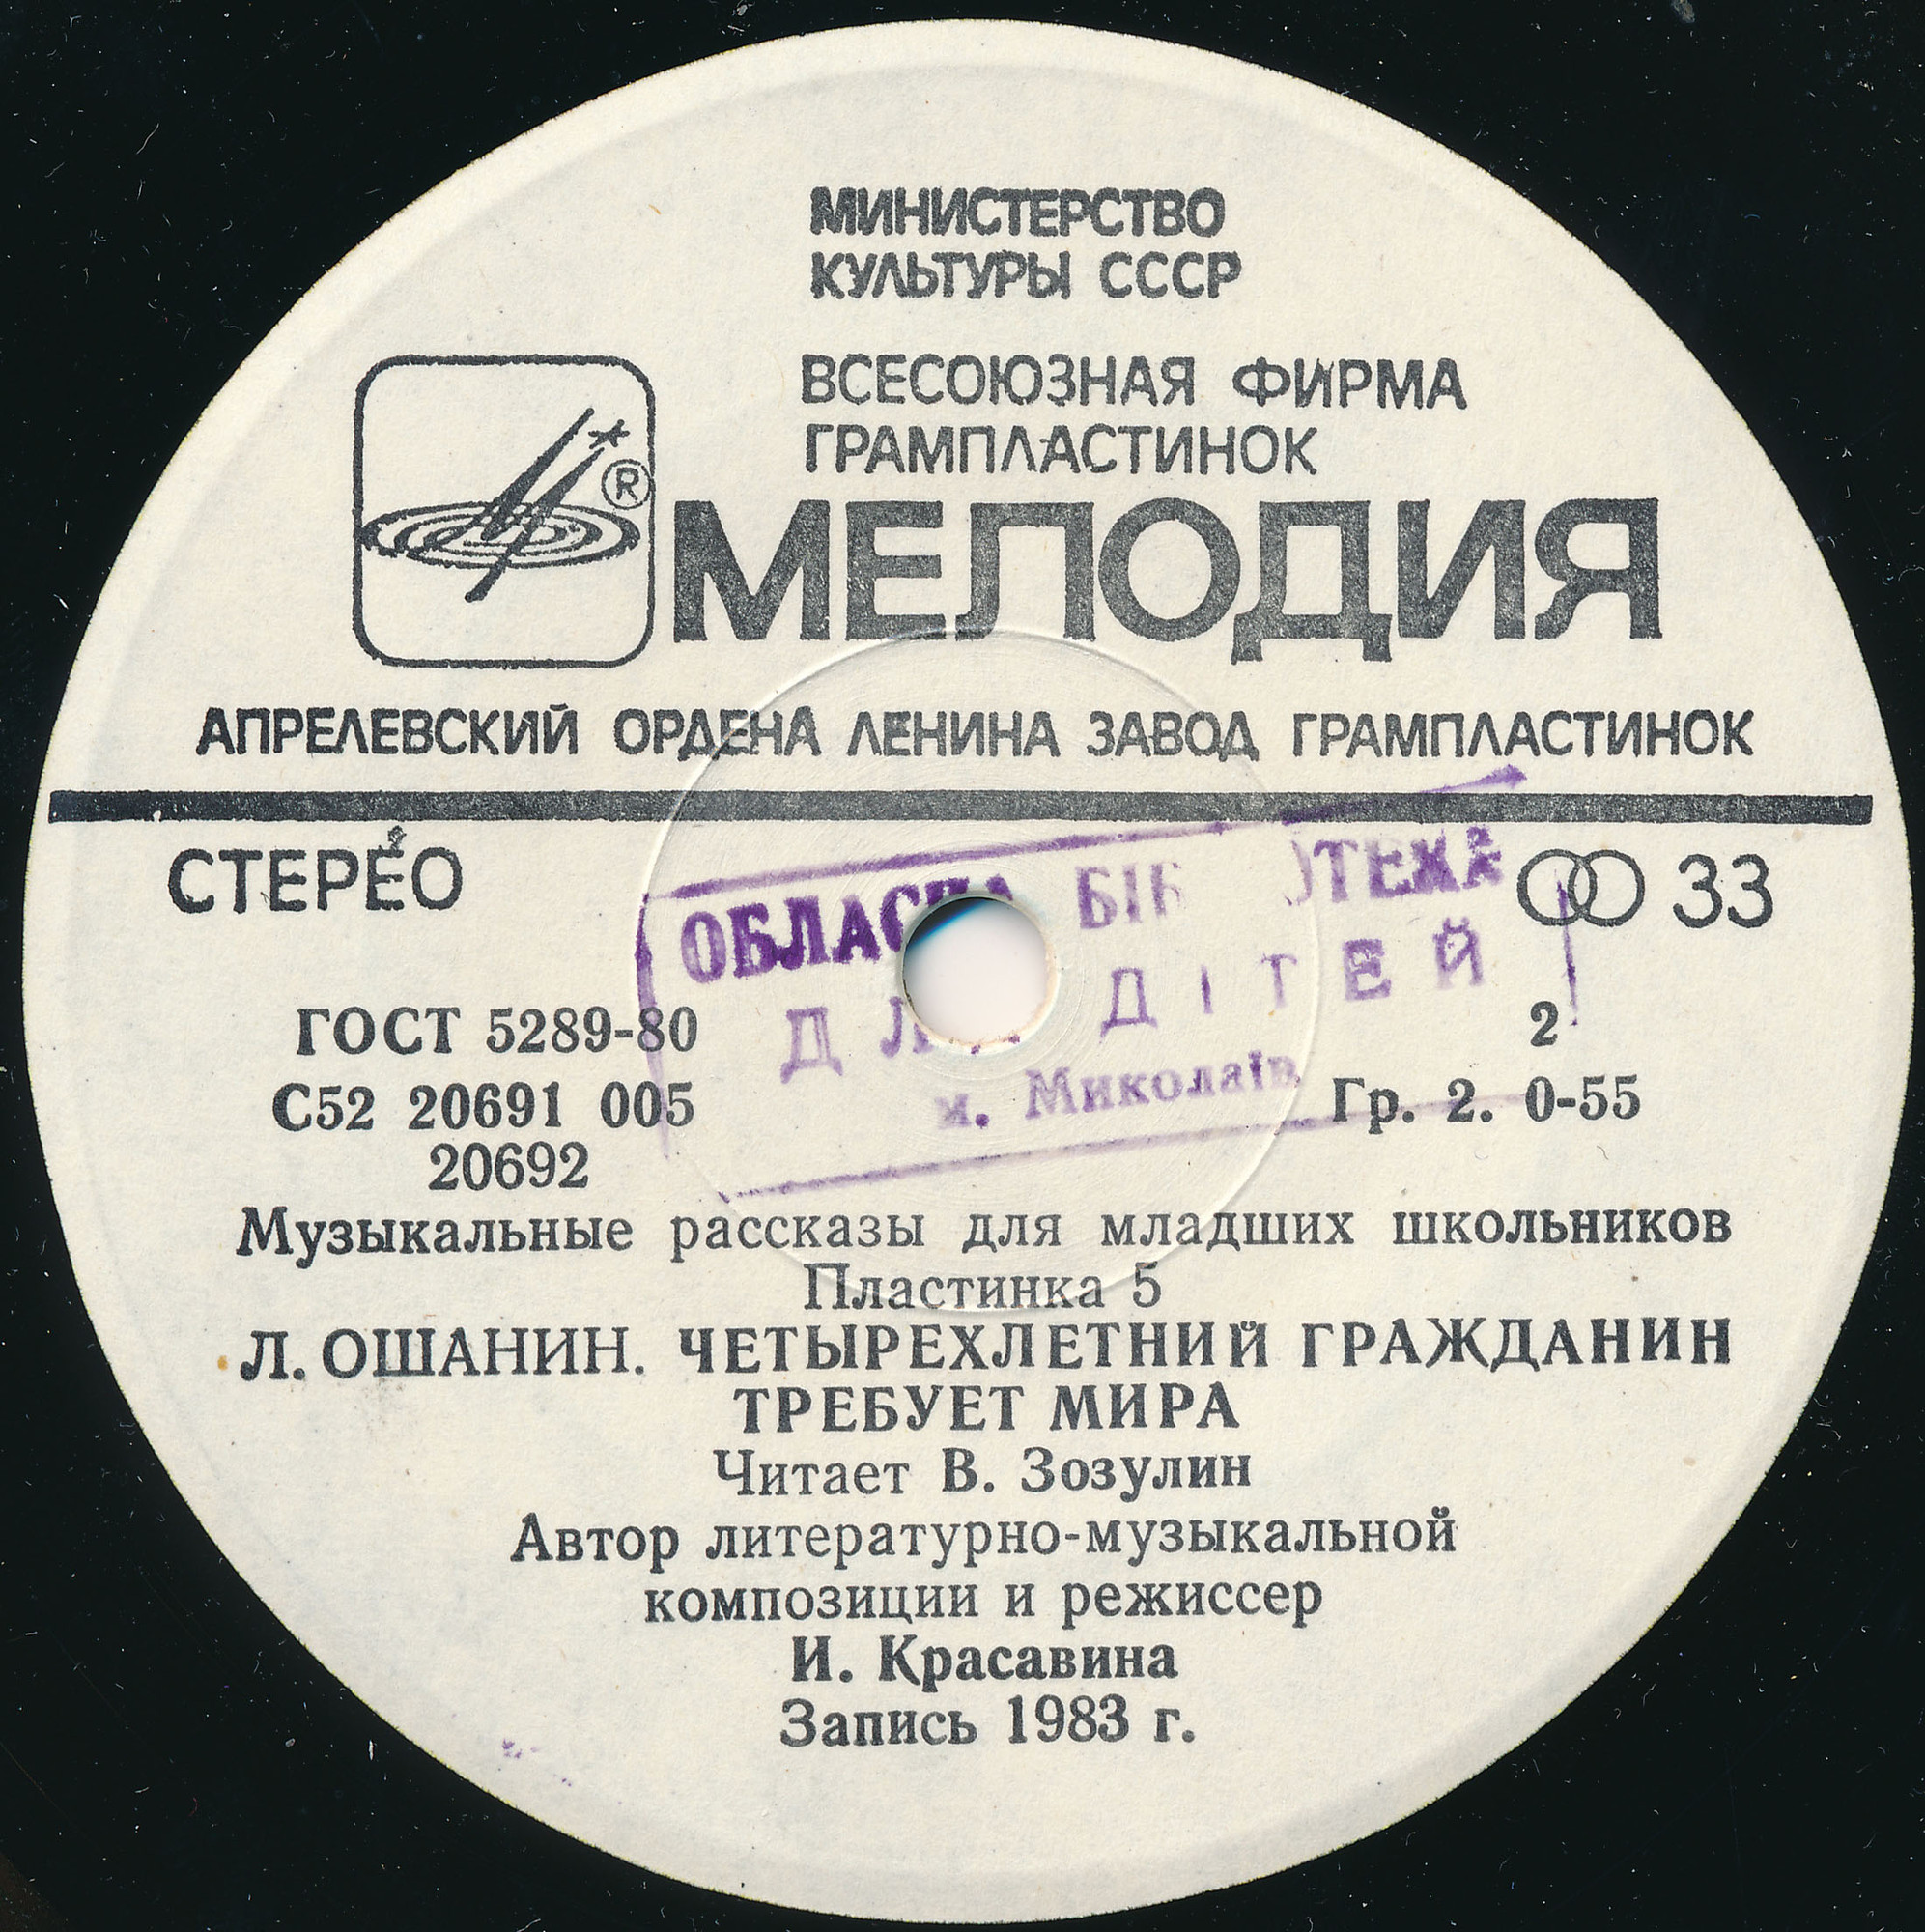 МИНИСТЕРСТВО
КУЛЬТУРЫ СССР
ВСЕСОЮЗНАЯ ФИРМА
ГРАМПЛАСТИНОК
®
МЕЛОДИЯ
АПРЕЛЕВСКИЙ ОРДЕНА ЛЕНИНА ЗАВОД ГРАМПЛАСТИНОК
СТЕРЕО
33
ДІТЕЙ
м. Миколаїв
ГОСТ 5289-80
2
С52 20691 005
Гр. 2. 0-55
20692
Музыкальные рассказы для младших школьников
Пластинка 5
Л. ОШАНИН. ЧЕТЫРЕХЛЕТНИЙ ГРАЖДАНИН
ТРЕБУЕТ МИРА
Читает В. Зозулин
Автор литературно-музыкальной
композиции и режиссер
И. Красавина
Запись 1983 г.